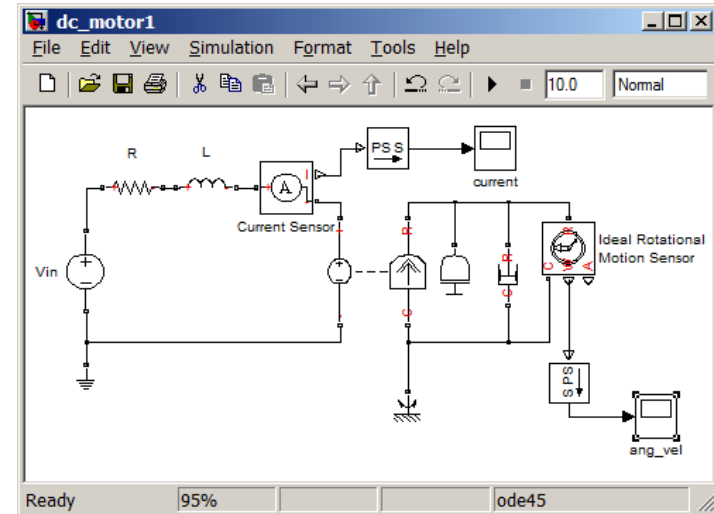 dc_motor1
File Edit View Simulation Format Tools Help
10.0 Normal
PS S
current
R L
A
Current Sensor
R R
Ideal Rotational
Motion Sensor
C W R A
Vin
C C
S PS
ang_vel
Ready 95% ode45